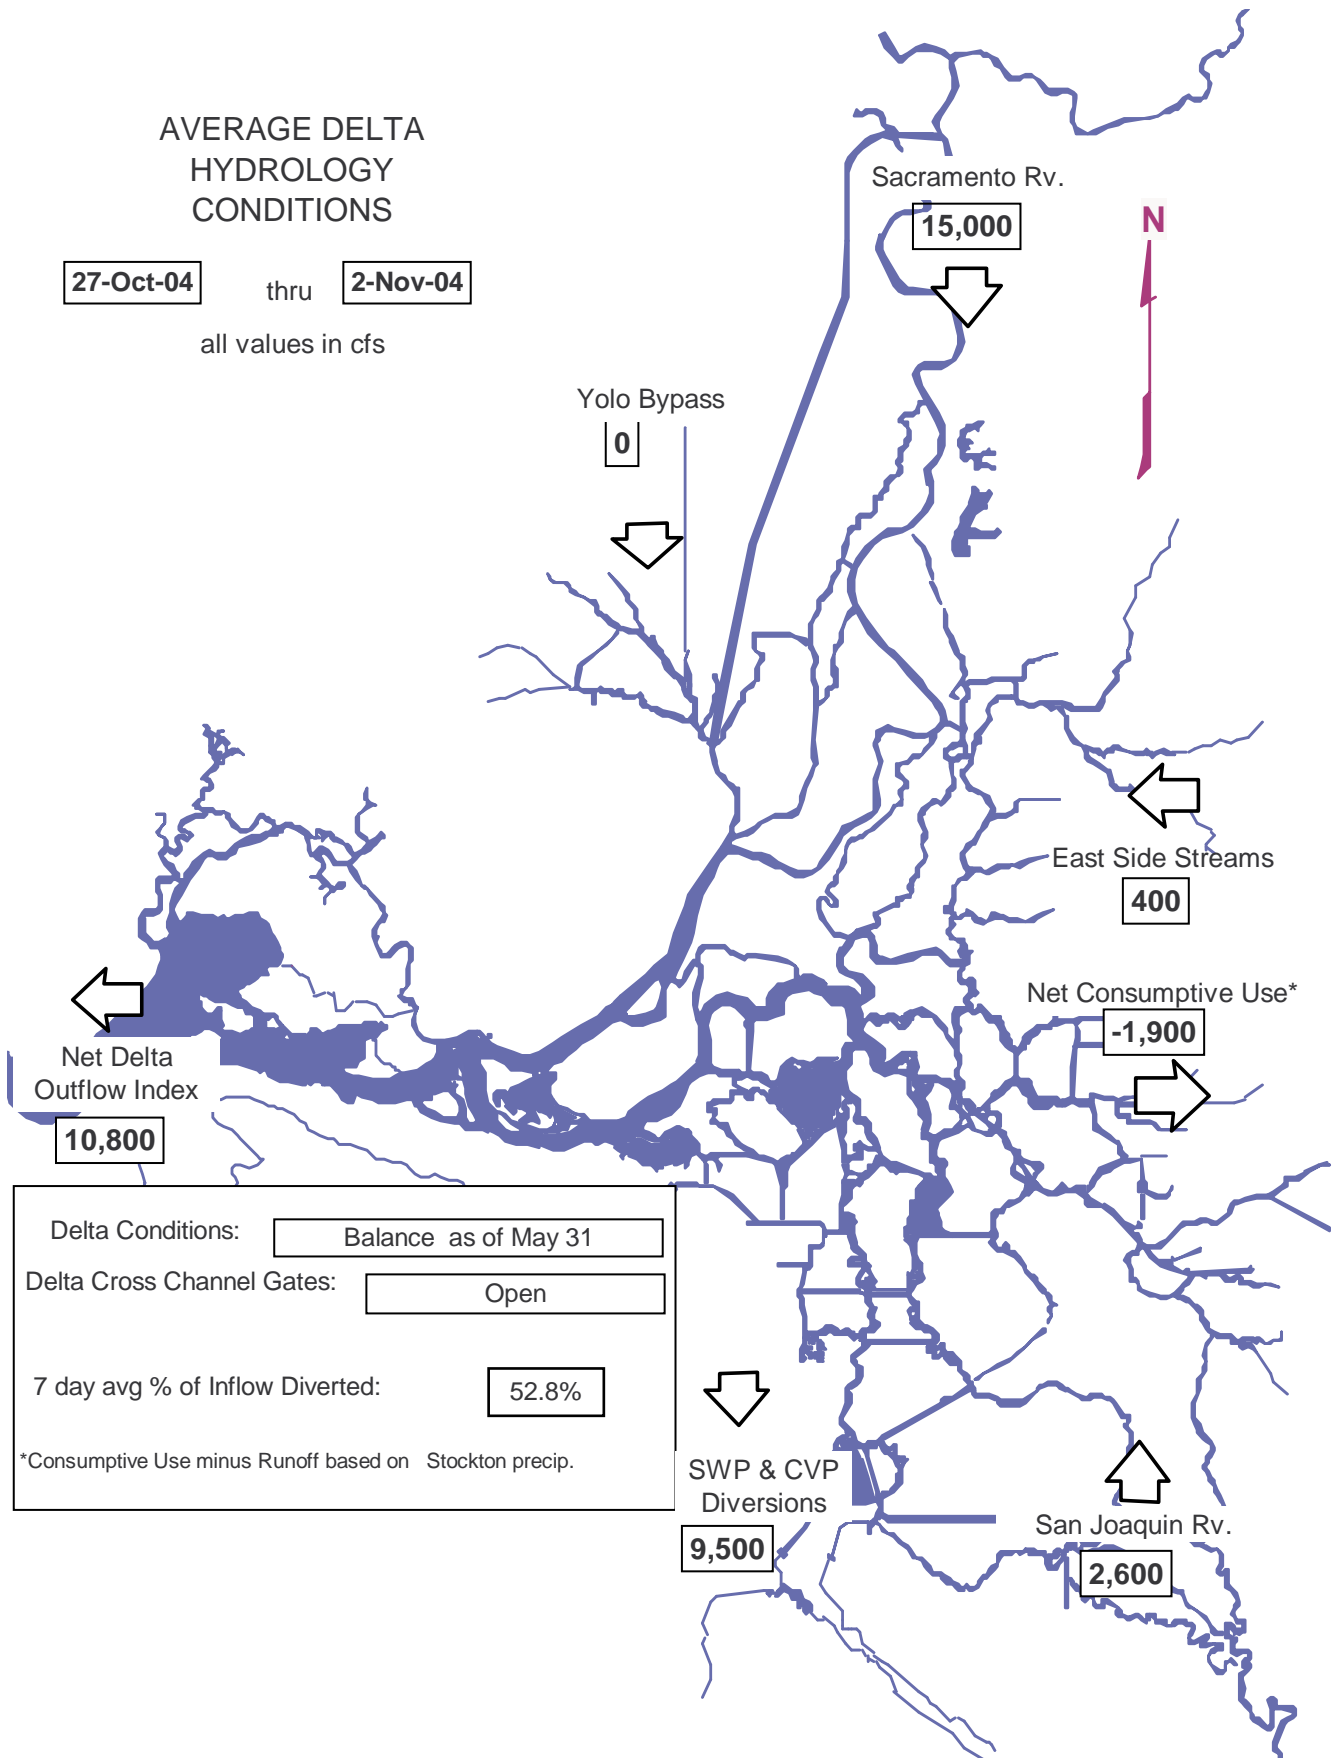 AVERAGE DELTA
HYDROLOGY
CONDITIONS
27-Oct-04 thru 2-Nov-04
all values in cfs
Sacramento Rv.
15,000
N
Yolo Bypass
0
East Side Streams
400
Net Consumptive Use*
-1,900
Net Delta
Outflow Index
10,800
Delta Conditions: Balance as of May 31
Delta Cross Channel Gates: Open
7 day avg % of Inflow Diverted: 52.8%
*Consumptive Use minus Runoff based on Stockton precip.
SWP & CVP
Diversions
9,500
San Joaquin Rv.
2,600